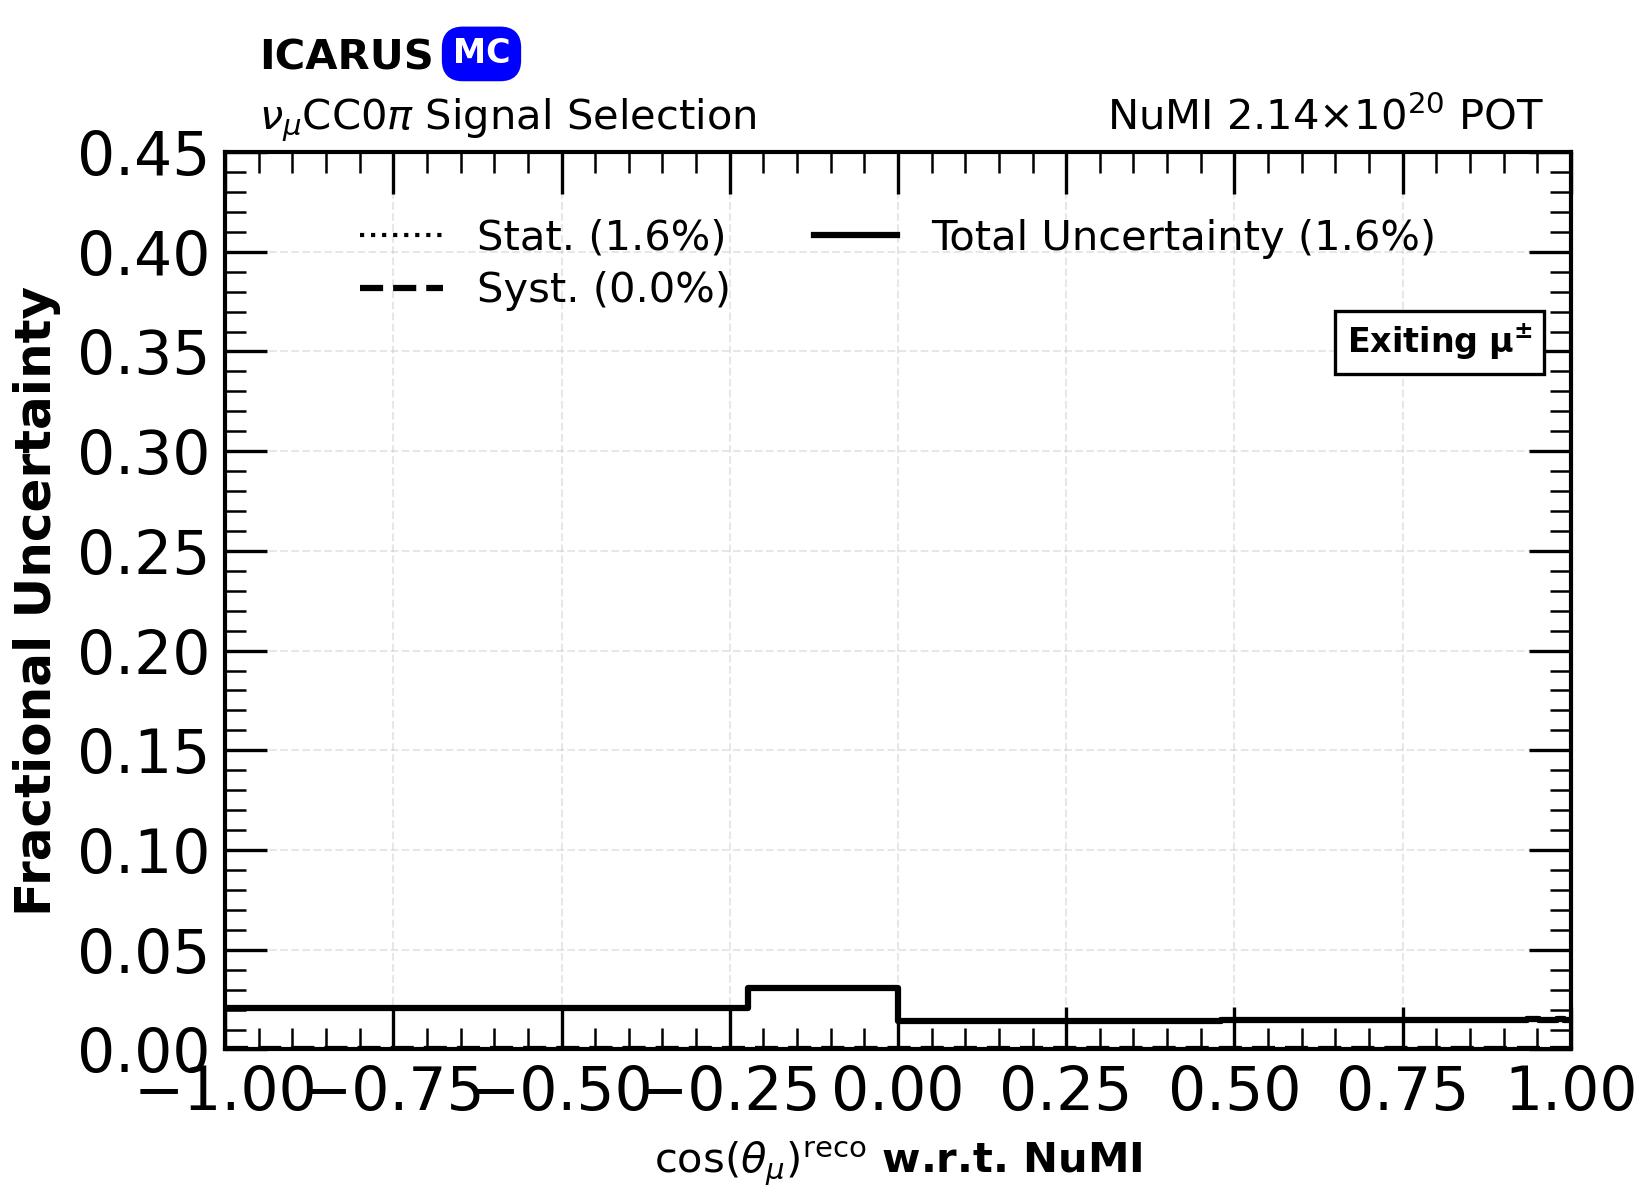 ICARUS MC
νμCC0π Signal Selection
NuMI 2.14×10²⁰ POT
Stat. (1.6%)
Syst. (0.0%)
Total Uncertainty (1.6%)
Exiting μ±
Fractional Uncertainty
0.45
0.40
0.35
0.30
0.25
0.20
0.15
0.10
0.05
0.00
−1.00 −0.75 −0.50 −0.25 0.00 0.25 0.50 0.75 1.00
cos(θμ)reco w.r.t. NuMI